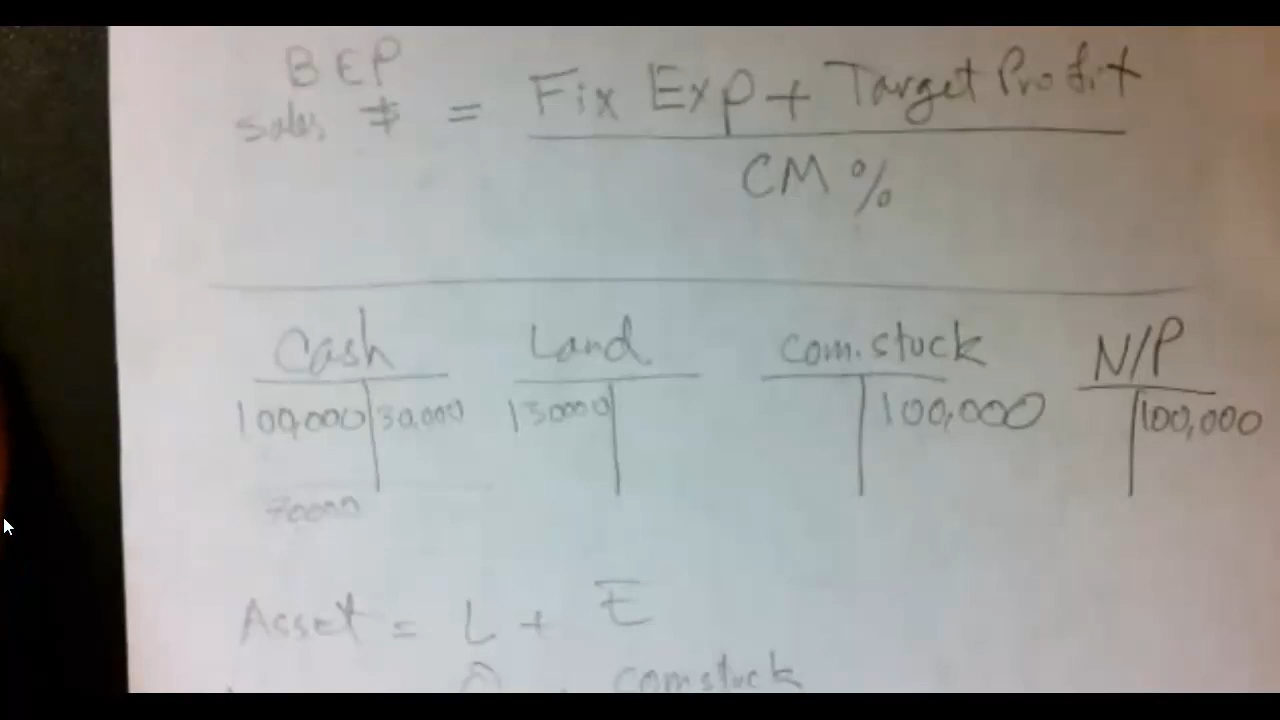 BEP
sales $ = Fix Exp + Target Profit
CM %
Cash Land com. stock N/P
100,000 30,000 130000 100,000 100,000
70000
Asset = L + E
com stock